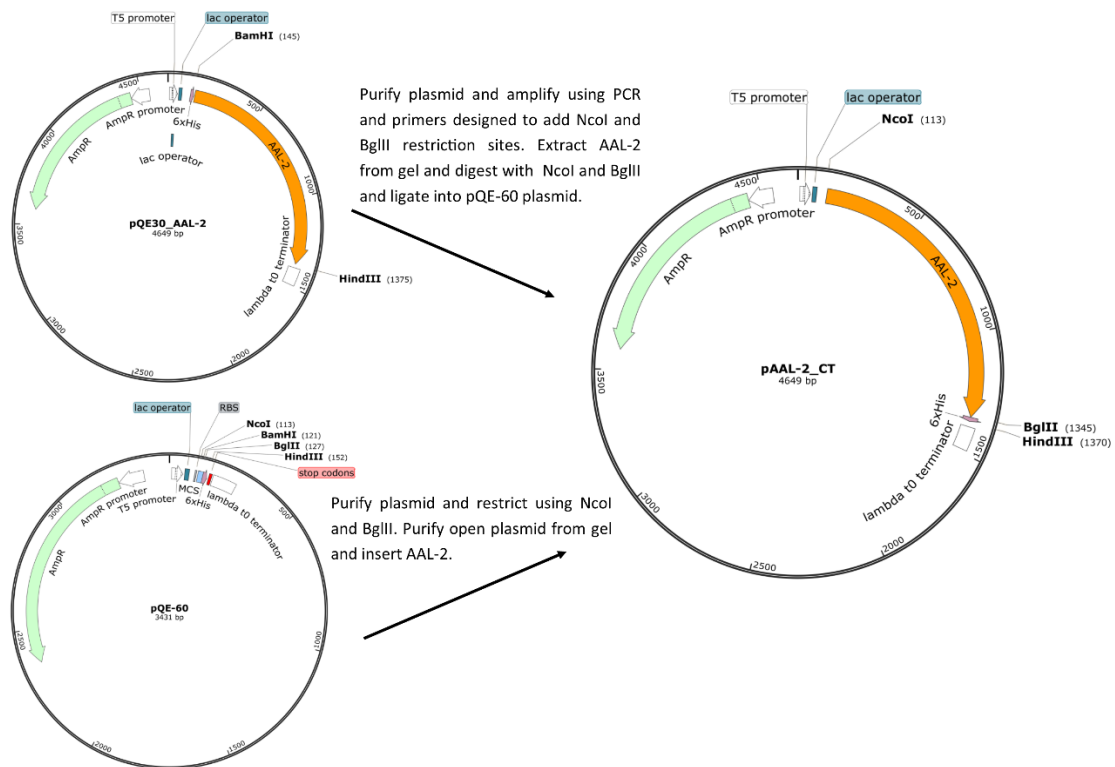 T5 promoter
lac operator
BamHI (145)
4500
500
AmpR promoter
6xHis
4000
AmpR
lac operator
AAL-2
1000
pQE30_AAL-2
4649 bp
3500
lambda t0 terminator
HindIII (1375)
1500
3000
2000
2500
Purify plasmid and amplify using PCR
and primers designed to add NcoI and
BglII restriction sites. Extract AAL-2
from gel and digest with NcoI and BglII
and ligate into pQE-60 plasmid.
lac operator
RBS
NcoI (113)
BamHI (121)
BglII (127)
HindIII (152)
stop codons
AmpR promoter
T5 promoter
MCS
6xHis
lambda t0 terminator
3000
500
AmpR
pQE-60
3431 bp
2500
1000
2000
1500
Purify plasmid and restrict using NcoI
and BglII. Purify open plasmid from gel
and insert AAL-2.
T5 promoter
lac operator
NcoI (113)
4500
500
AmpR promoter
4000
AmpR
AAL-2
1000
pAAL-2_CT
4649 bp
3500
6xHis
BglII (1345)
HindIII (1370)
1500
lambda t0 terminator
3000
2000
2500